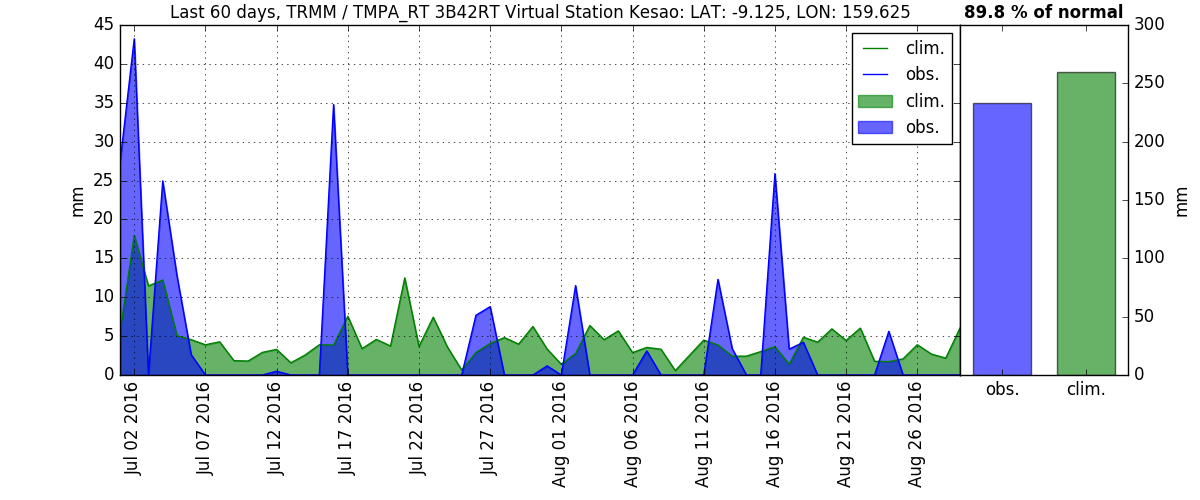 Last 60 days, TRMM / TMPA_RT 3B42RT Virtual Station Kesao: LAT: -9.125, LON: 159.625
89.8 % of normal
45
40
35
30
25
20
15
10
5
0
mm
clim.
obs.
clim.
obs.
Jul 02 2016
Jul 07 2016
Jul 12 2016
Jul 17 2016
Jul 22 2016
Jul 27 2016
Aug 01 2016
Aug 06 2016
Aug 11 2016
Aug 16 2016
Aug 21 2016
Aug 26 2016
300
250
200
150
100
50
0
mm
obs.
clim.